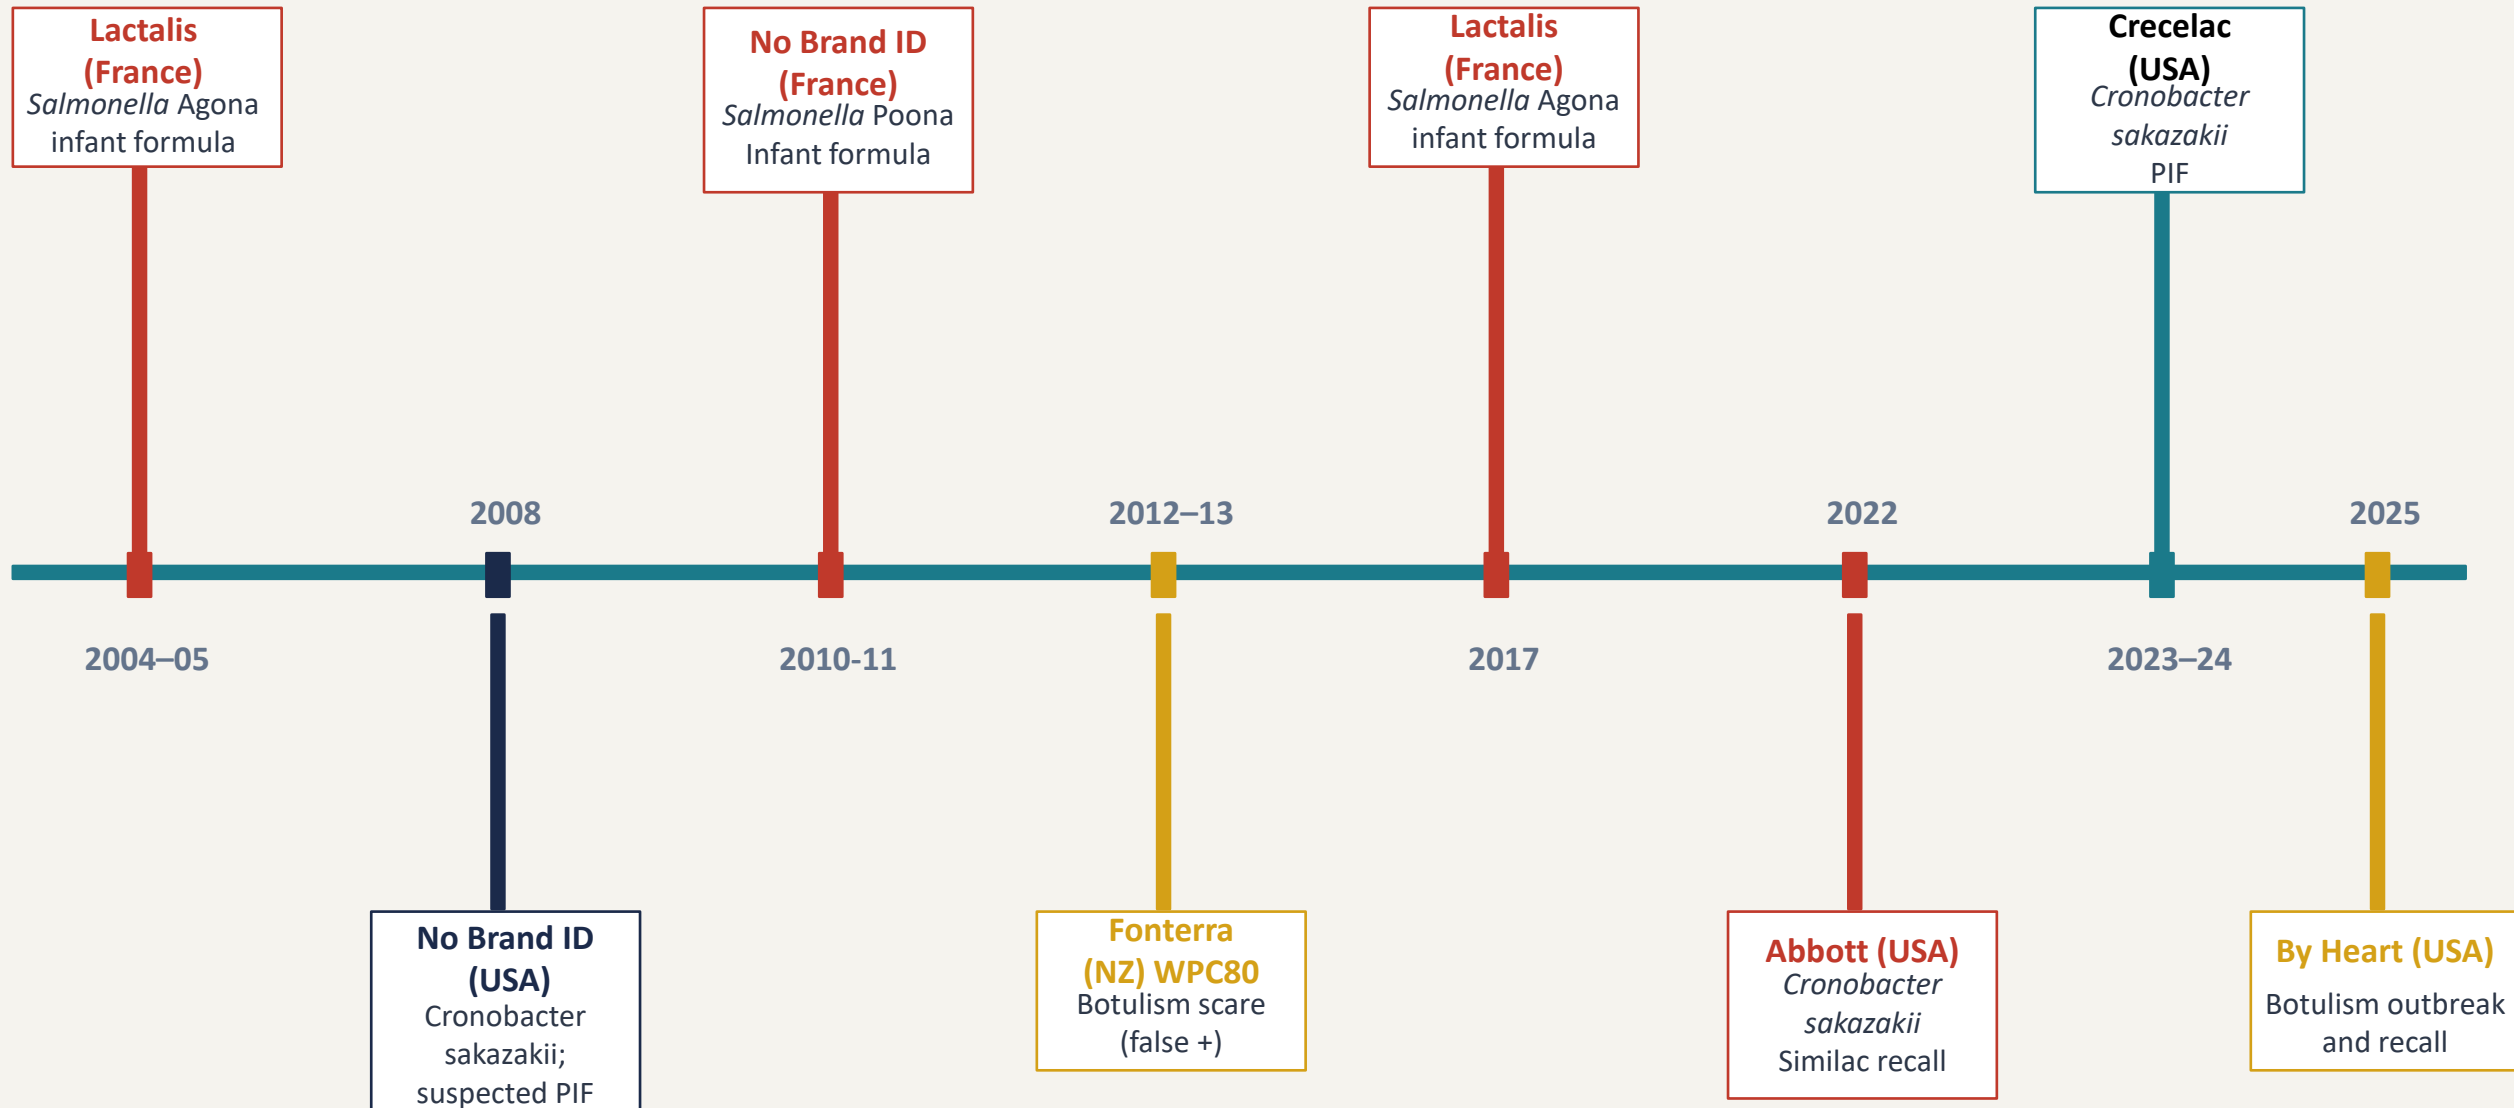 Lactalis
(France)
Salmonella Agona
infant formula
No Brand ID
(France)
Salmonella Poona
Infant formula
Lactalis
(France)
Salmonella Agona
infant formula
Crecelac
(USA)
Cronobacter
sakazakii
PIF
2008
2012–13
2022
2025
2004–05
2010-11
2017
2023–24
No Brand ID
(USA)
Cronobacter
sakazakii;
suspected PIF
Fonterra
(NZ) WPC80
Botulism scare
(false +)
Abbott (USA)
Cronobacter
sakazakii
Similac recall
By Heart (USA)
Botulism outbreak
and recall